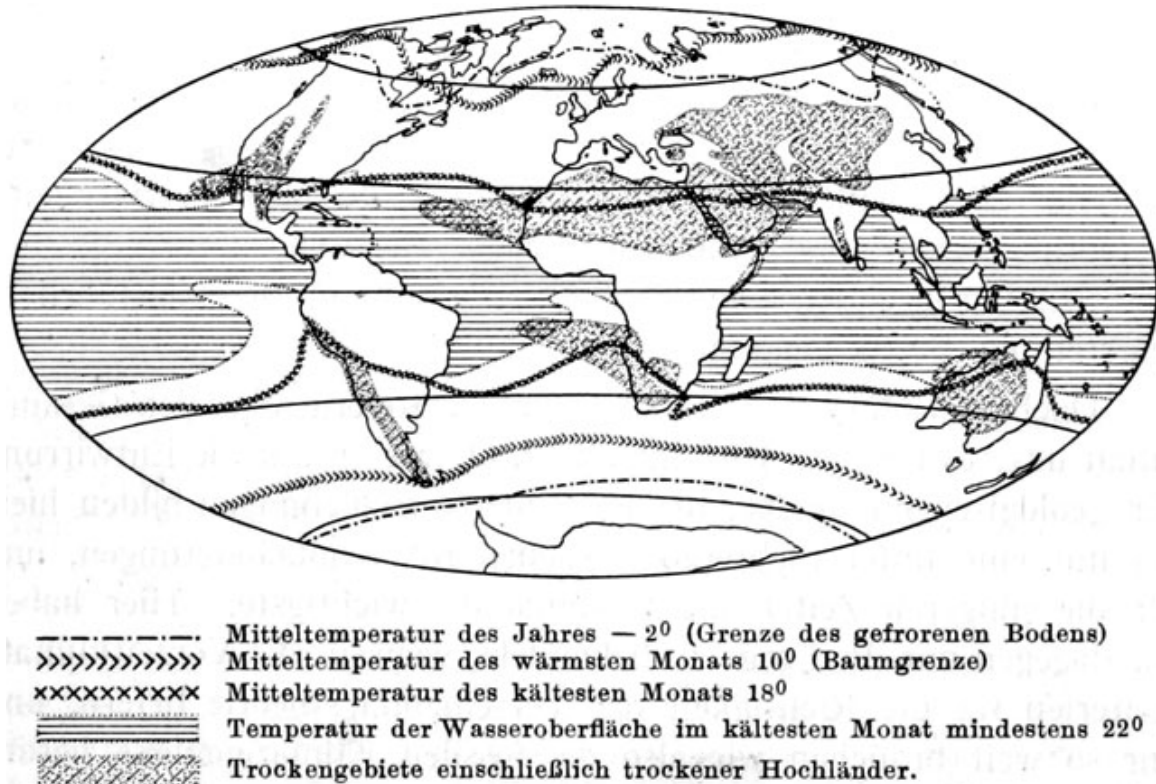 Mitteltemperatur des Jahres — 2⁰ (Grenze des gefrorenen Bodens)
Mitteltemperatur des wärmsten Monats 10⁰ (Baumgrenze)
Mitteltemperatur des kältesten Monats 18⁰
Temperatur der Wasseroberfläche im kältesten Monat mindestens 22⁰
Trockengebiete einschließlich trockener Hochländer.